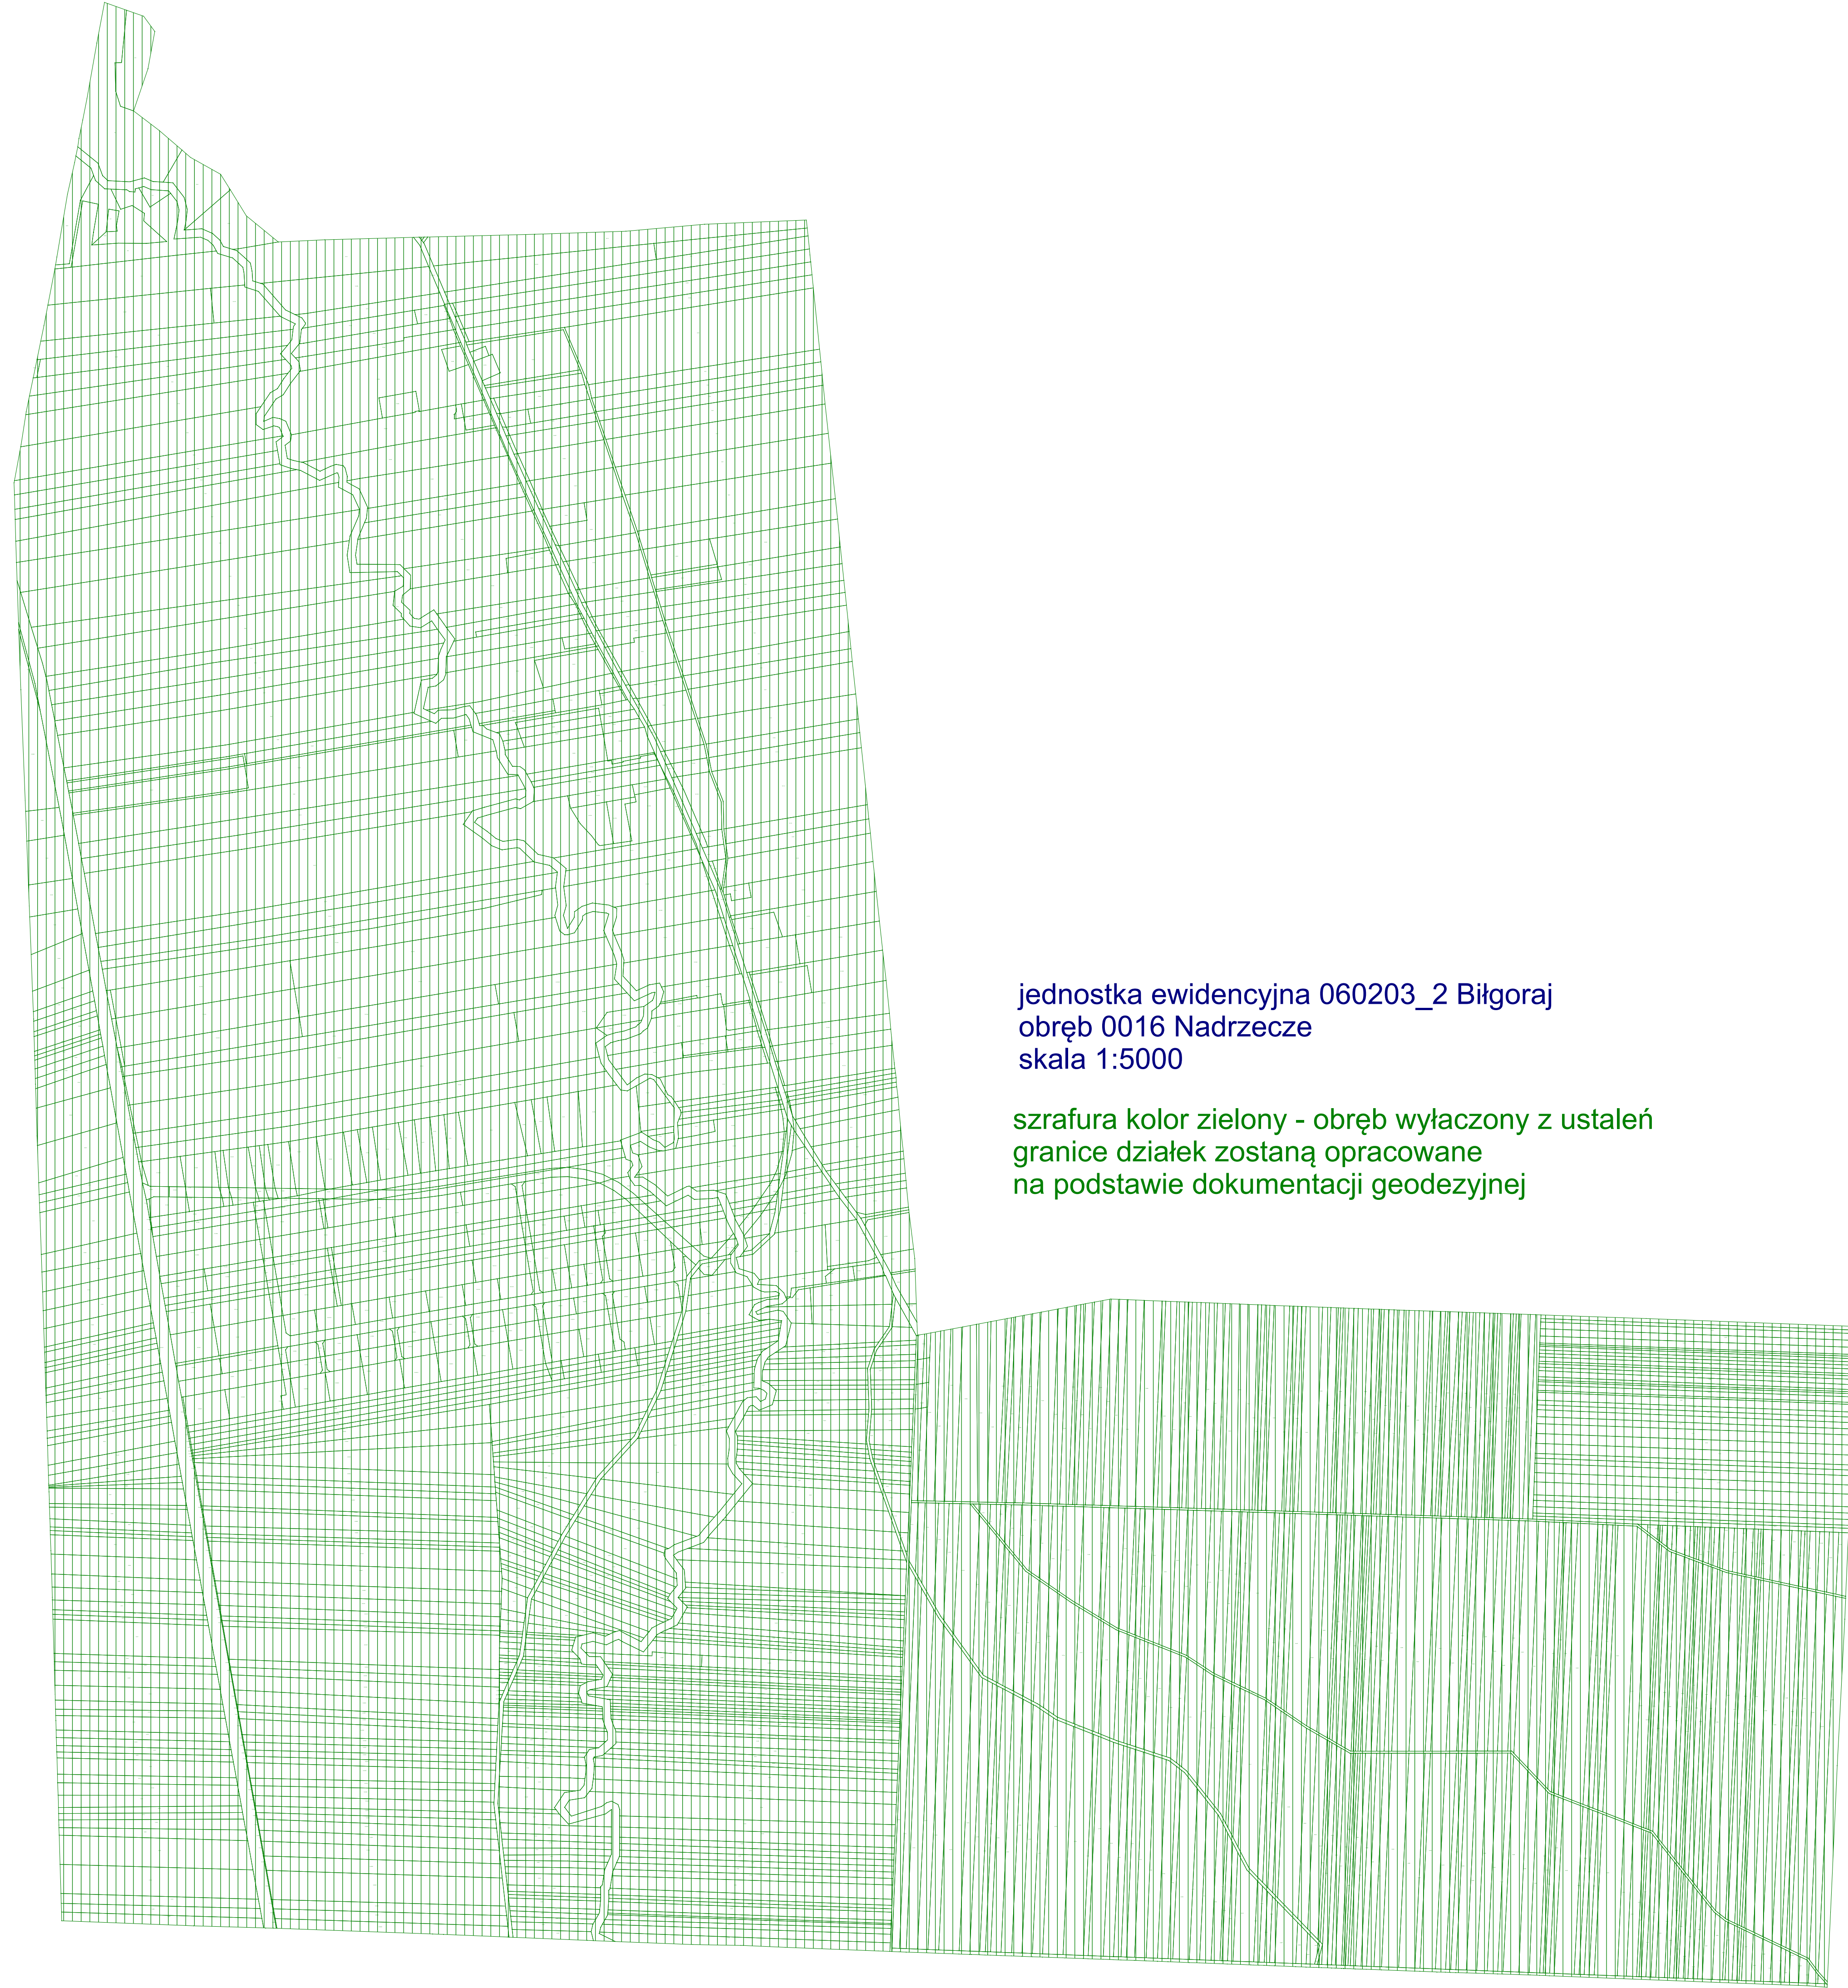 jednostka ewidencyjna 060203_2 Biłgoraj
obręb 0016 Nadrzecze
skala 1:5000
szrafura kolor zielony - obręb wyłaczony z ustaleń
granice działek zostaną opracowane
na podstawie dokumentacji geodezyjnej